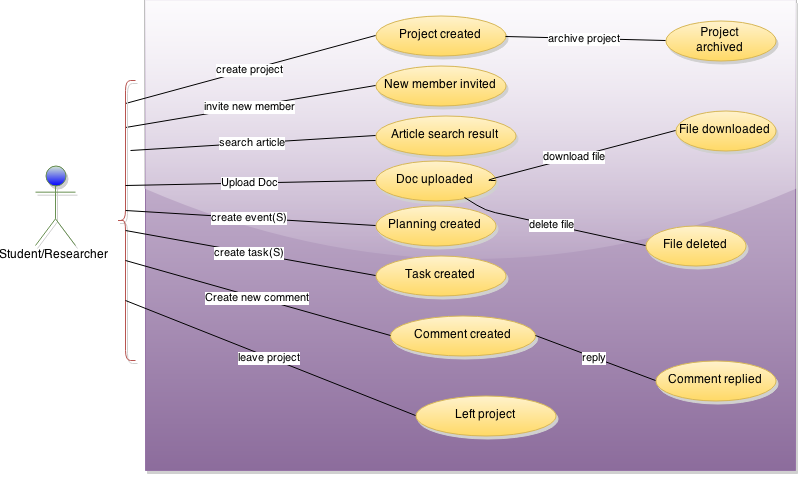 Project created
archive project
Project
archived
create project
New member invited
invite new member
Article search result
search article
File downloaded
download file
Doc uploaded
Upload Doc
Planning created
create event(S)
delete file
File deleted
Student/Researcher
create task(S)
Task created
Create new comment
Comment created
leave project
reply
Comment replied
Left project